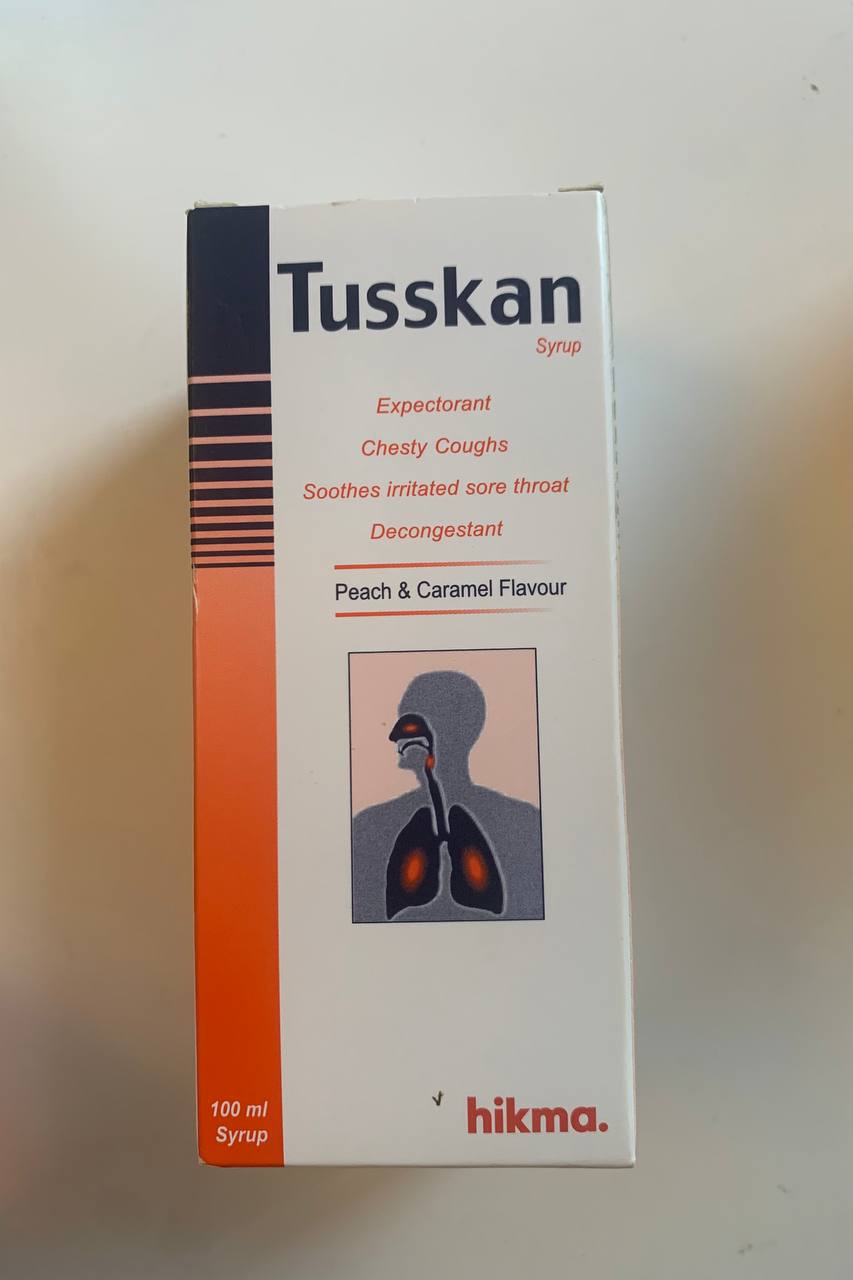 Tusskan
Syrup
Expectorant
Chesty Coughs
Soothes irritated sore throat
Decongestant
Peach & Caramel Flavour
100 ml
Syrup
hikma.